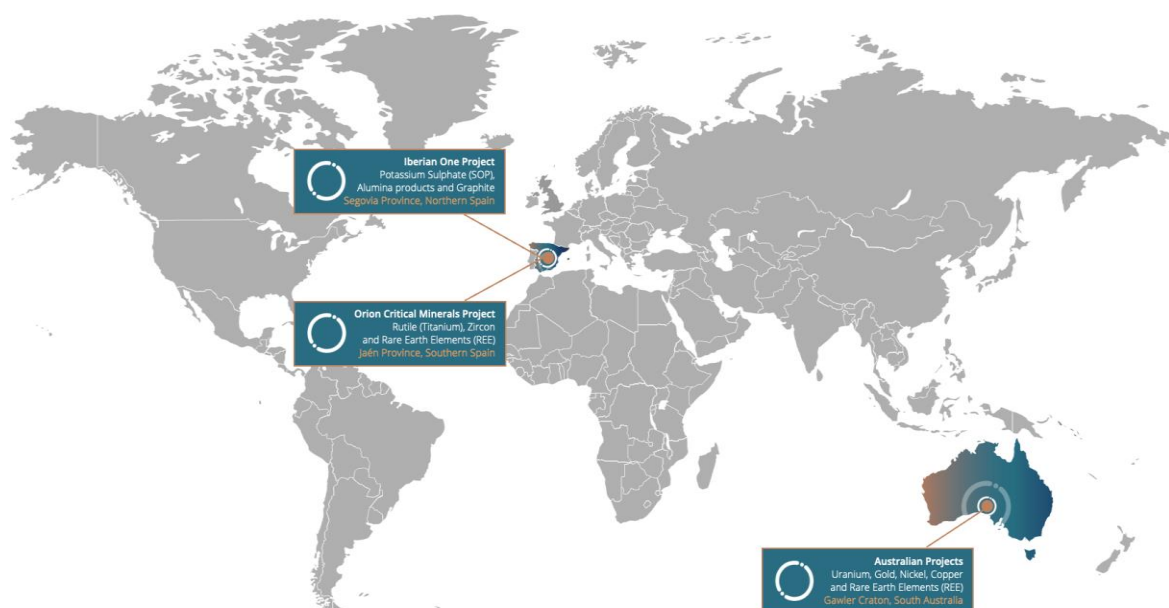 Iberian One Project
Potassium Sulphate (SOP),
Alumina products and Graphite
Segovia Province, Northern Spain
Orion Critical Minerals Project
Rutile (Titanium), Zircon
and Rare Earth Elements (REE)
Jaén Province, Southern Spain
Australian Projects
Uranium, Gold, Nickel, Copper
and Rare Earth Elements (REE)
Gawler Craton, South Australia